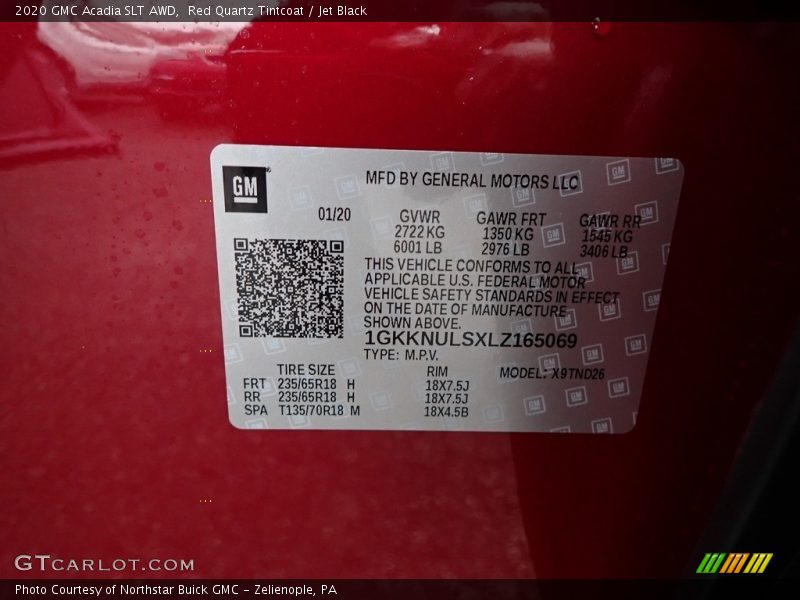 2020 GMC Acadia SLT AWD, Red Quartz Tintcoat / Jet Black
GM
MFD BY GENERAL MOTORS LLC
01/20 GVWR GAWR FRT GAWR RR
2722 KG 1350 KG 1545 KG
6001 LB 2976 LB 3406 LB
THIS VEHICLE CONFORMS TO ALL
APPLICABLE U.S. FEDERAL MOTOR
VEHICLE SAFETY STANDARDS IN EFFECT
ON THE DATE OF MANUFACTURE
SHOWN ABOVE.
1GKKNULSXLZ165069
TYPE: M.P.V.
TIRE SIZE RIM MODEL: X9TND26
FRT 235/65R18 H 18X7.5J
RR 235/65R18 H 18X7.5J
SPA T135/70R18 M 18X4.5B
GTCARLOT.COM
Photo Courtesy of Northstar Buick GMC - Zelienople, PA